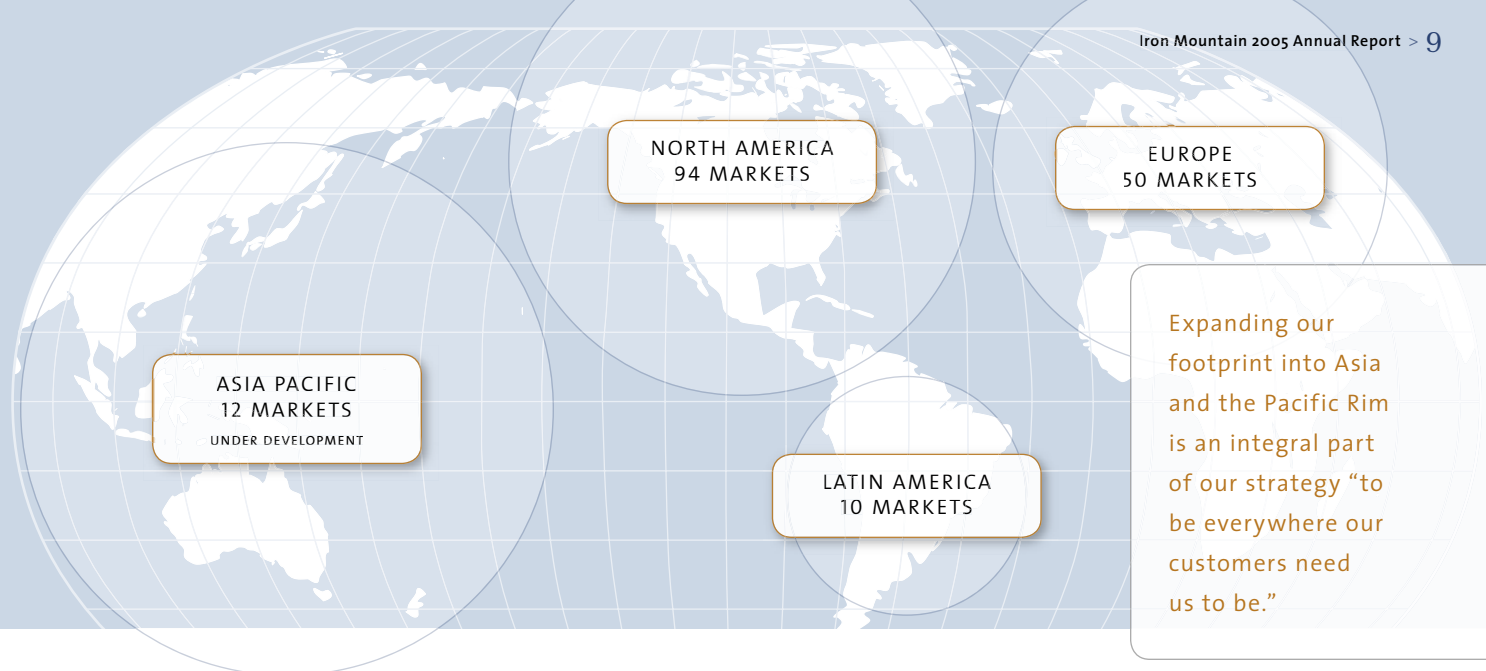 Iron Mountain 2005 Annual Report > 9
NORTH AMERICA
94 MARKETS
EUROPE
50 MARKETS
ASIA PACIFIC
12 MARKETS
UNDER DEVELOPMENT
LATIN AMERICA
10 MARKETS
Expanding our
footprint into Asia
and the Pacific Rim
is an integral part
of our strategy “to
be everywhere our
customers need
us to be.”